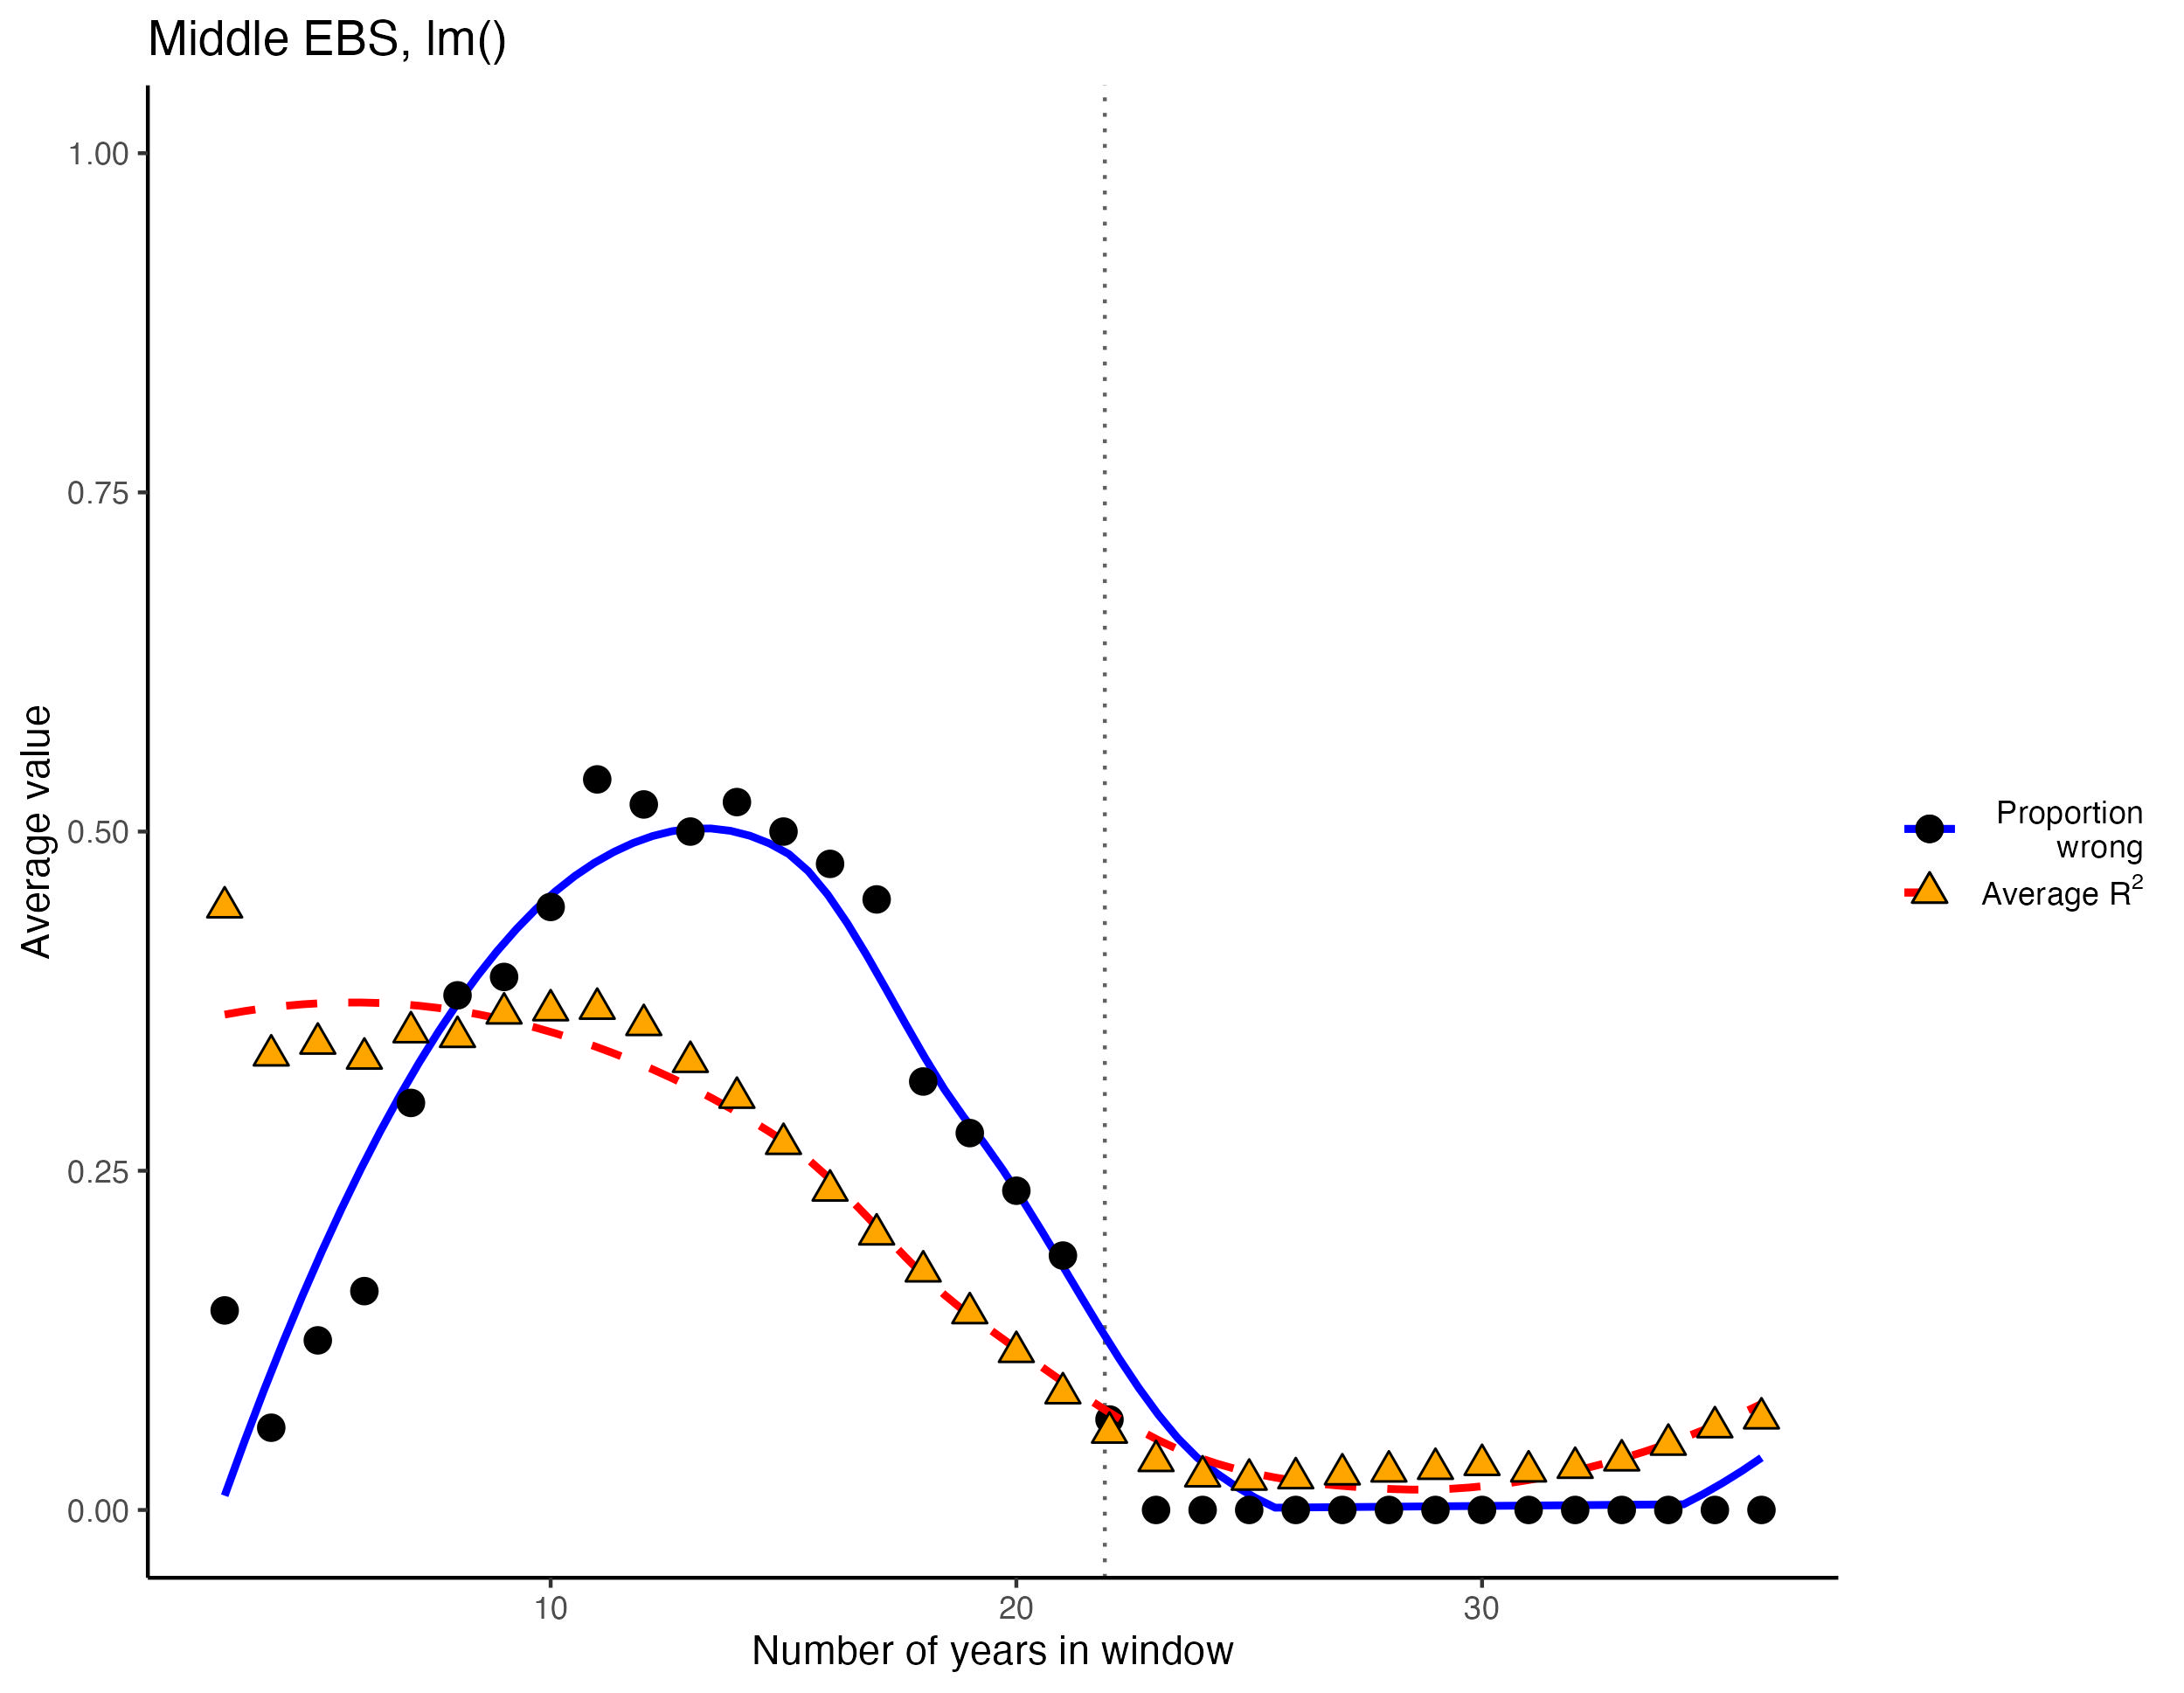 Middle EBS, lm()
1.00
0.75
0.50
0.25
0.00
Average value
10
20
30
Number of years in window
Proportion
wrong
Average R²